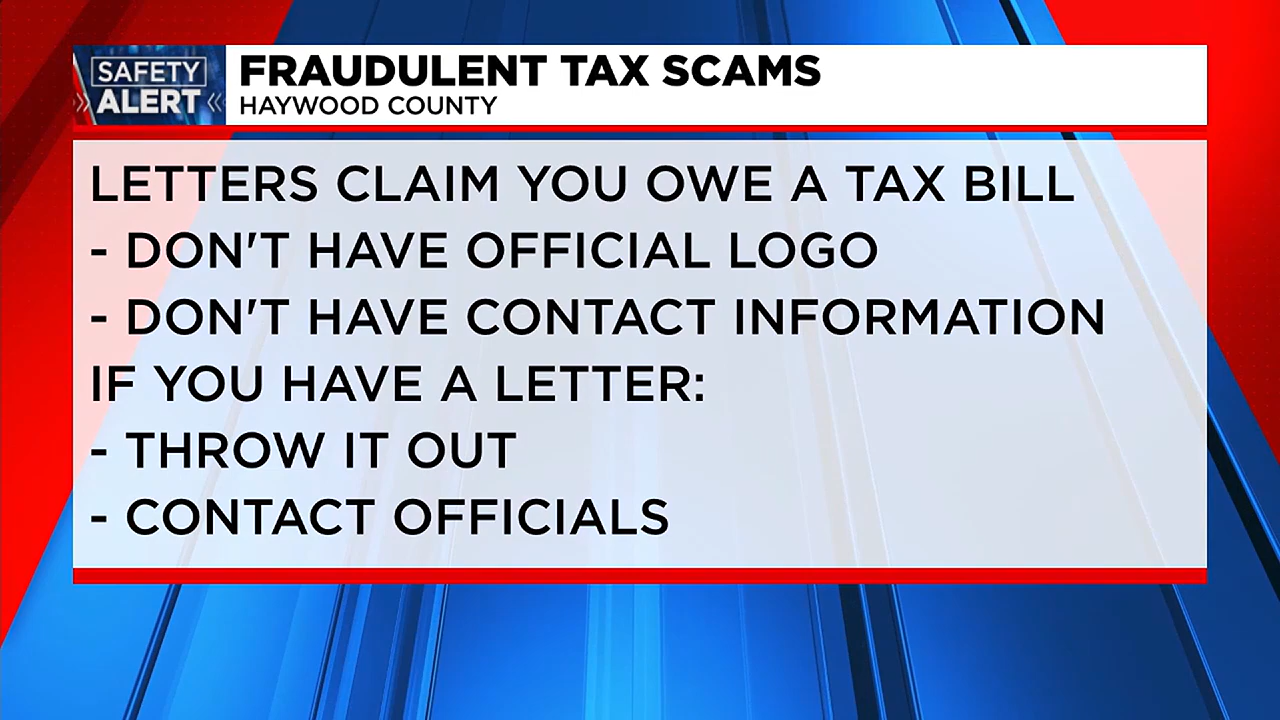 SAFETY
ALERT
FRAUDULENT TAX SCAMS
HAYWOOD COUNTY
LETTERS CLAIM YOU OWE A TAX BILL
- DON'T HAVE OFFICIAL LOGO
- DON'T HAVE CONTACT INFORMATION
IF YOU HAVE A LETTER:
- THROW IT OUT
- CONTACT OFFICIALS